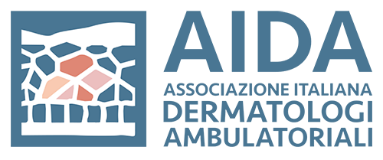 AIDA
ASSOCIAZIONE ITALIANA
DERMATOLOGI
AMBULATORIALI